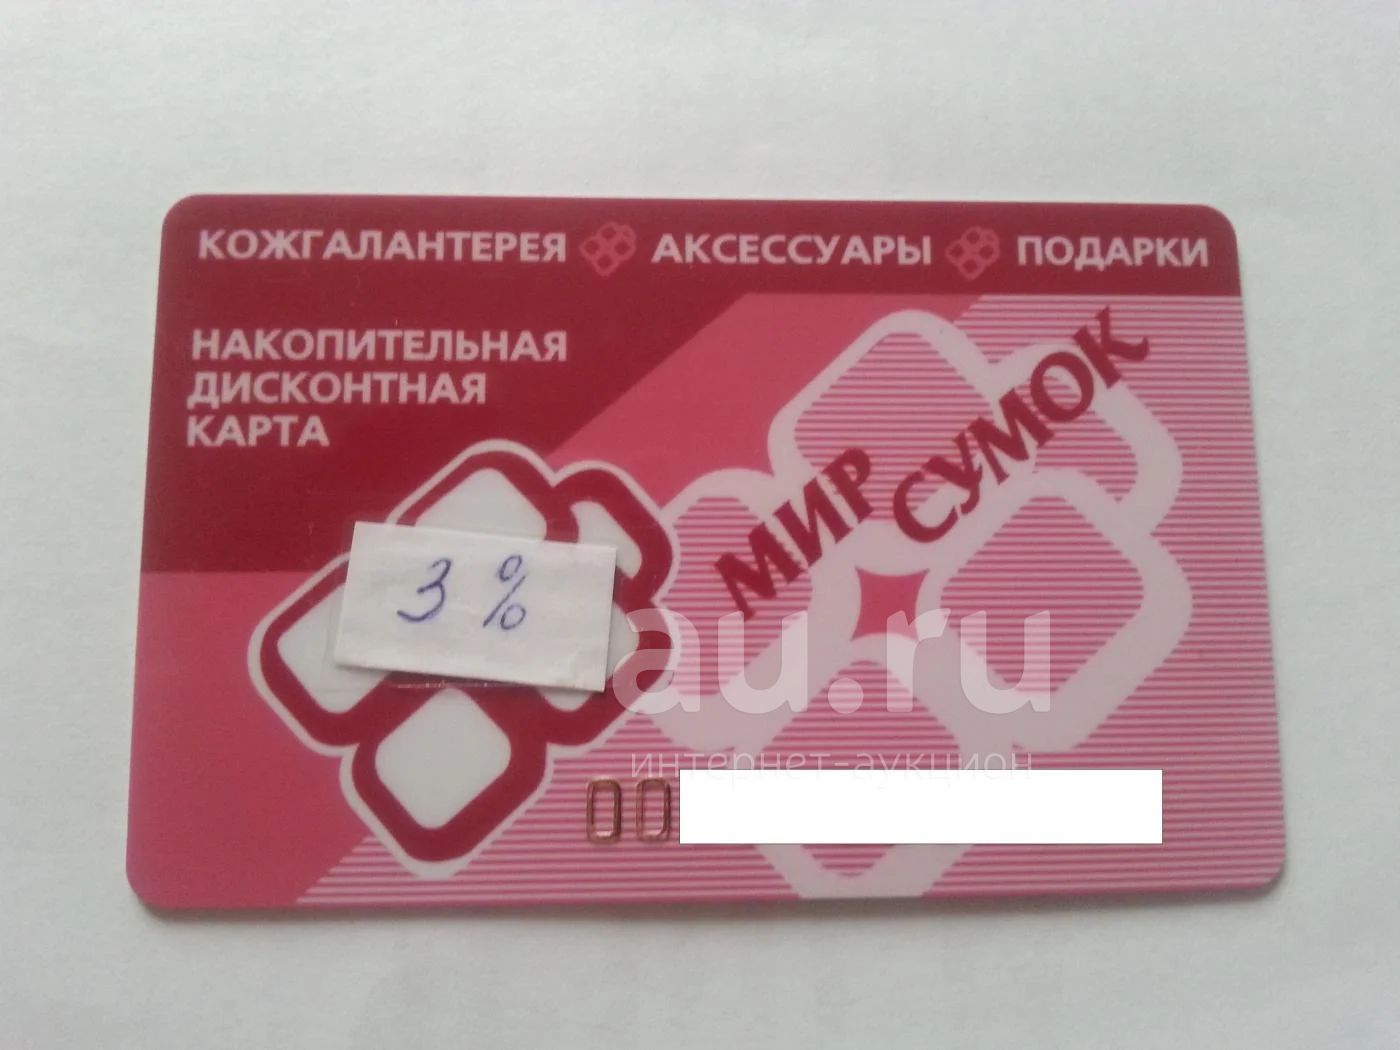 КОЖГАЛАНТЕРЕЯ АКСЕССУАРЫ ПОДАРКИ
НАКОПИТЕЛЬНАЯ
ДИСКОНТНАЯ
КАРТА
МИР
СУМОК
3 %
au.ru
интернет-аукцион
00